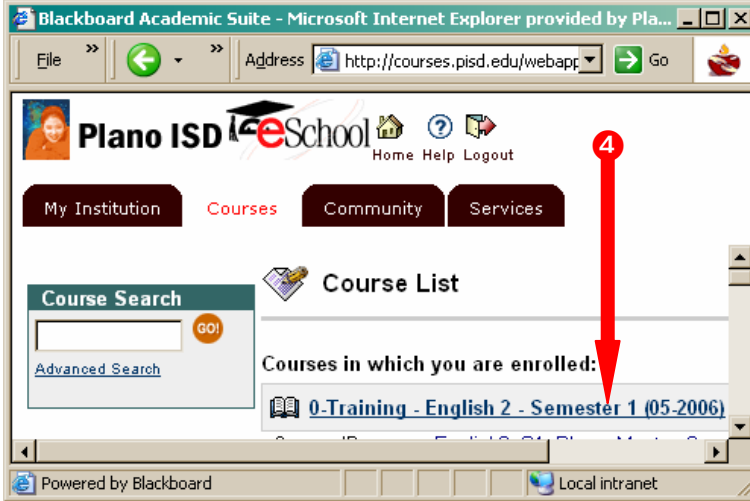 Blackboard Academic Suite - Microsoft Internet Explorer provided by Pla...
File » » Address http://courses.pisd.edu/webapp Go
Plano ISD eSchool
Home Help Logout
4
My Institution Courses Community Services
Course List
Course Search
GO!
Advanced Search
Courses in which you are enrolled:
0-Training - English 2 - Semester 1 (05-2006)
Powered by Blackboard Local intranet